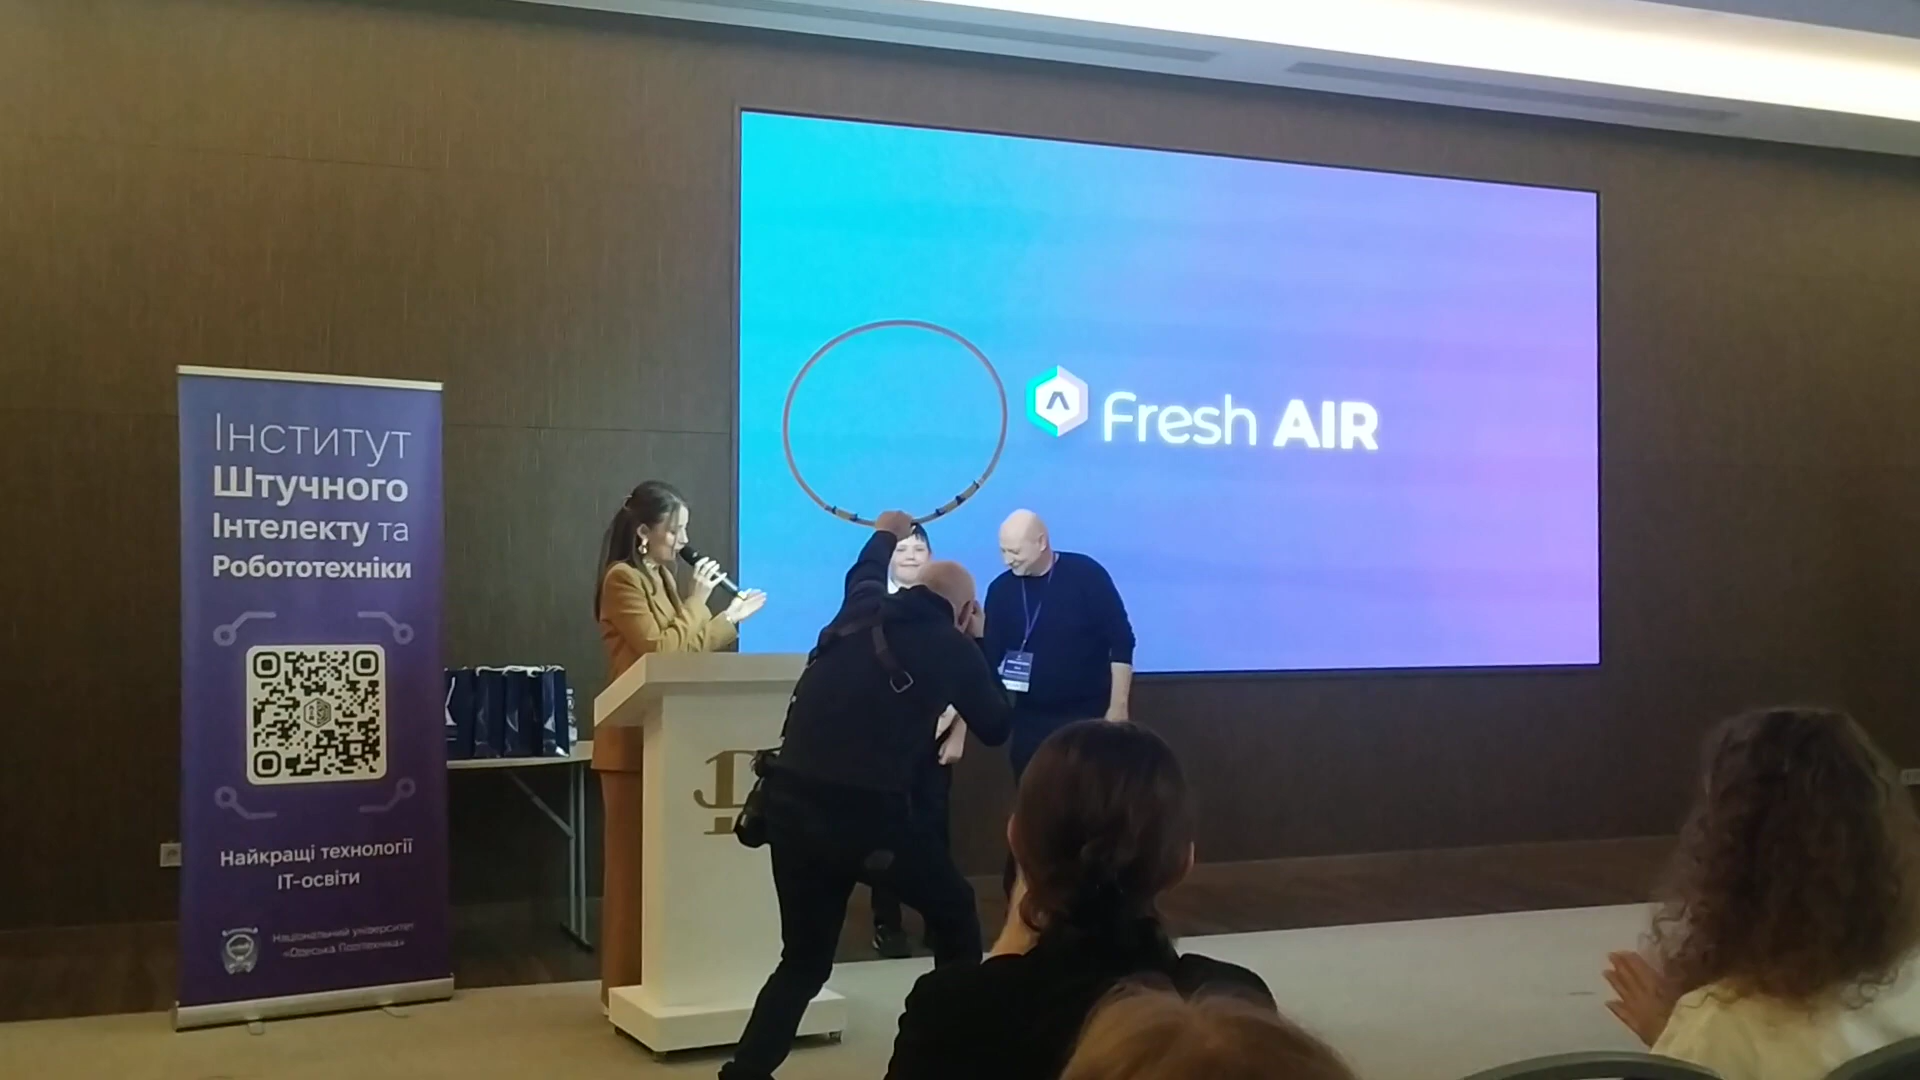 Інститут
Штучного
Інтелекту та
Робототехніки
Найкращі технології
ІТ-освіти
Національний університет
«Одеська Політехніка»
Fresh AIR